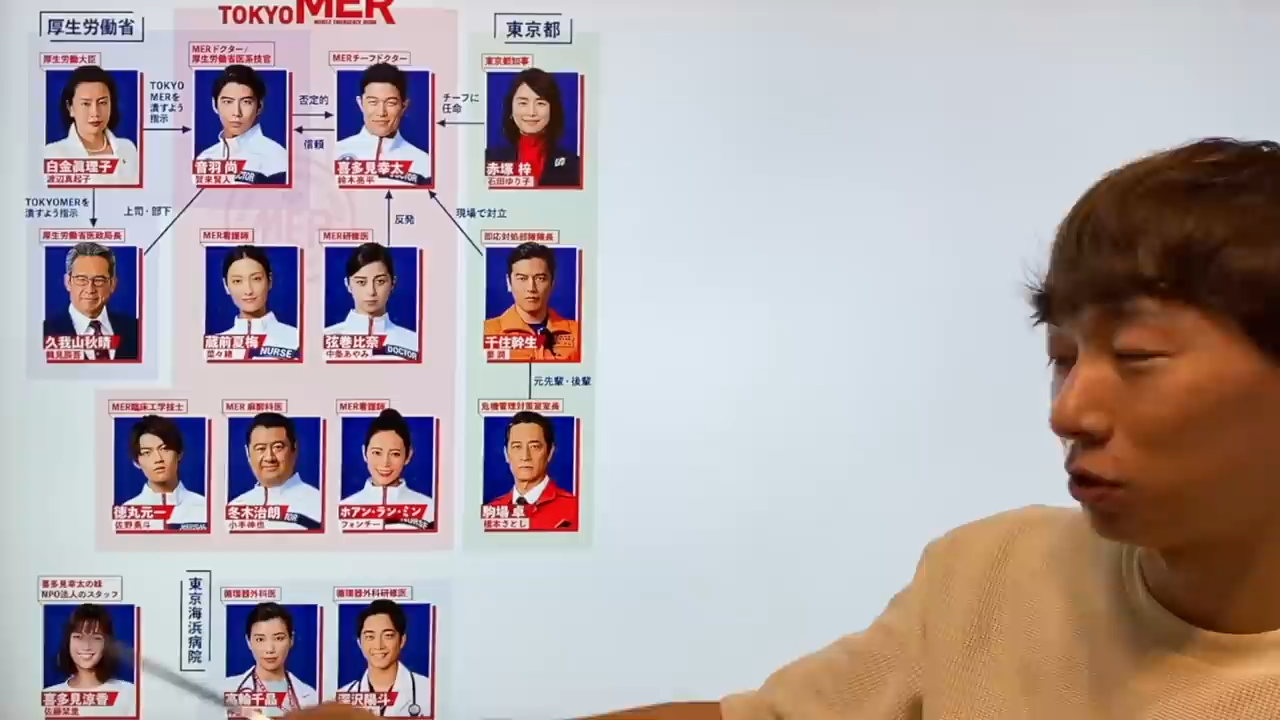 TOKYO MER
MOBILE EMERGENCY ROOM
厚生労働省
東京都
厚生労働大臣
白金眞理子
渡辺真起子
TOKYO
MERを
潰すよう
指示
MERドクター/
厚生労働省医系技官
音羽 尚
賀来賢人
DOCTOR
否定的
信頼
MERチーフドクター
喜多見幸太
鈴木亮平
DOCTOR
チーフに
任命
東京都知事
赤塚 梓
石田ゆり子
TOKYOMERを
潰すよう指示
上司・部下
反発
現場で対立
厚生労働省医政局長
久我山秋晴
鶴見辰吾
MER看護師
蔵前夏梅
菜々緒
NURSE
MER研修医
弦巻比奈
中条あやみ
DOCTOR
即応対処部隊隊長
千住幹生
要 潤
元先輩・後輩
MER臨床工学技士
徳丸元一
佐野勇斗
MER 麻酔科医
冬木治朗
小手伸也
MER看護師
ホアン・ラン・ミン
フォンチー
NURSE
危機管理対策室室長
駒場 卓
橋本さとし
喜多見幸太の妹
NPO法人のスタッフ
喜多見涼香
佐藤栞里
東京海浜病院
循環器外科医
高輪千晶
循環器外科研修医
深沢陽斗